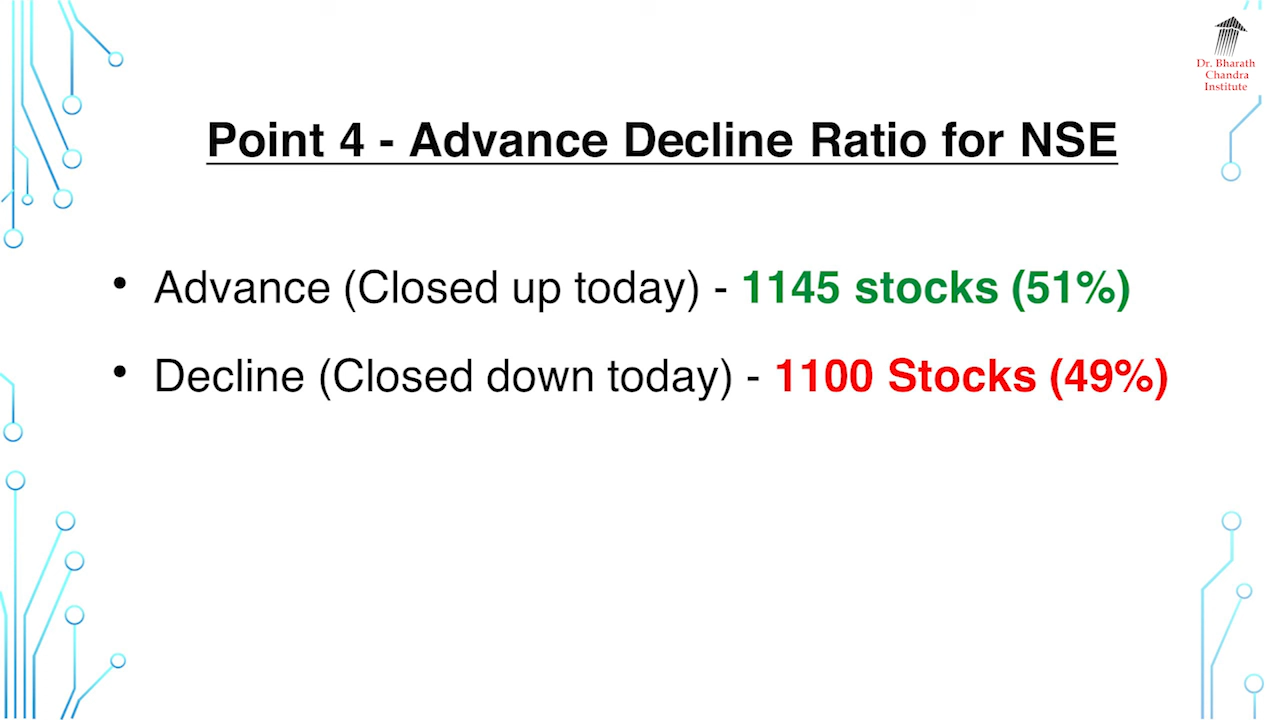 Dr. Bharath
Chandra
Institute
Point 4 - Advance Decline Ratio for NSE
• Advance (Closed up today) - 1145 stocks (51%)
• Decline (Closed down today) - 1100 Stocks (49%)